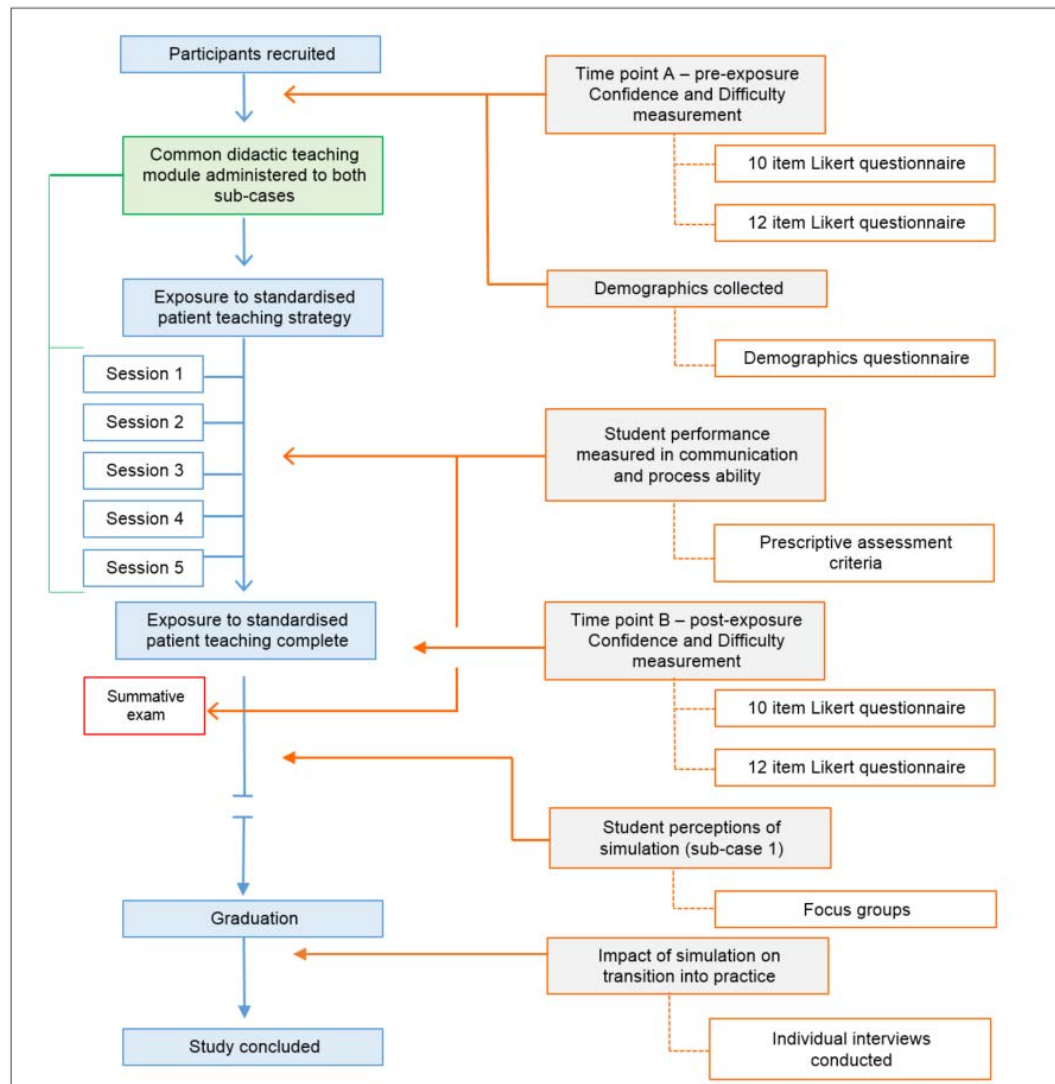 Participants recruited
Time point A – pre-exposure
Confidence and Difficulty
measurement
10 item Likert questionnaire
12 item Likert questionnaire
Common didactic teaching
module administered to both
sub-cases
Demographics collected
Demographics questionnaire
Exposure to standardised
patient teaching strategy
Session 1
Session 2
Session 3
Session 4
Session 5
Student performance
measured in communication
and process ability
Prescriptive assessment
criteria
Exposure to standardised
patient teaching complete
Time point B – post-exposure
Confidence and Difficulty
measurement
10 item Likert questionnaire
12 item Likert questionnaire
Summative
exam
Student perceptions of
simulation (sub-case 1)
Focus groups
Graduation
Impact of simulation on
transition into practice
Individual interviews
conducted
Study concluded